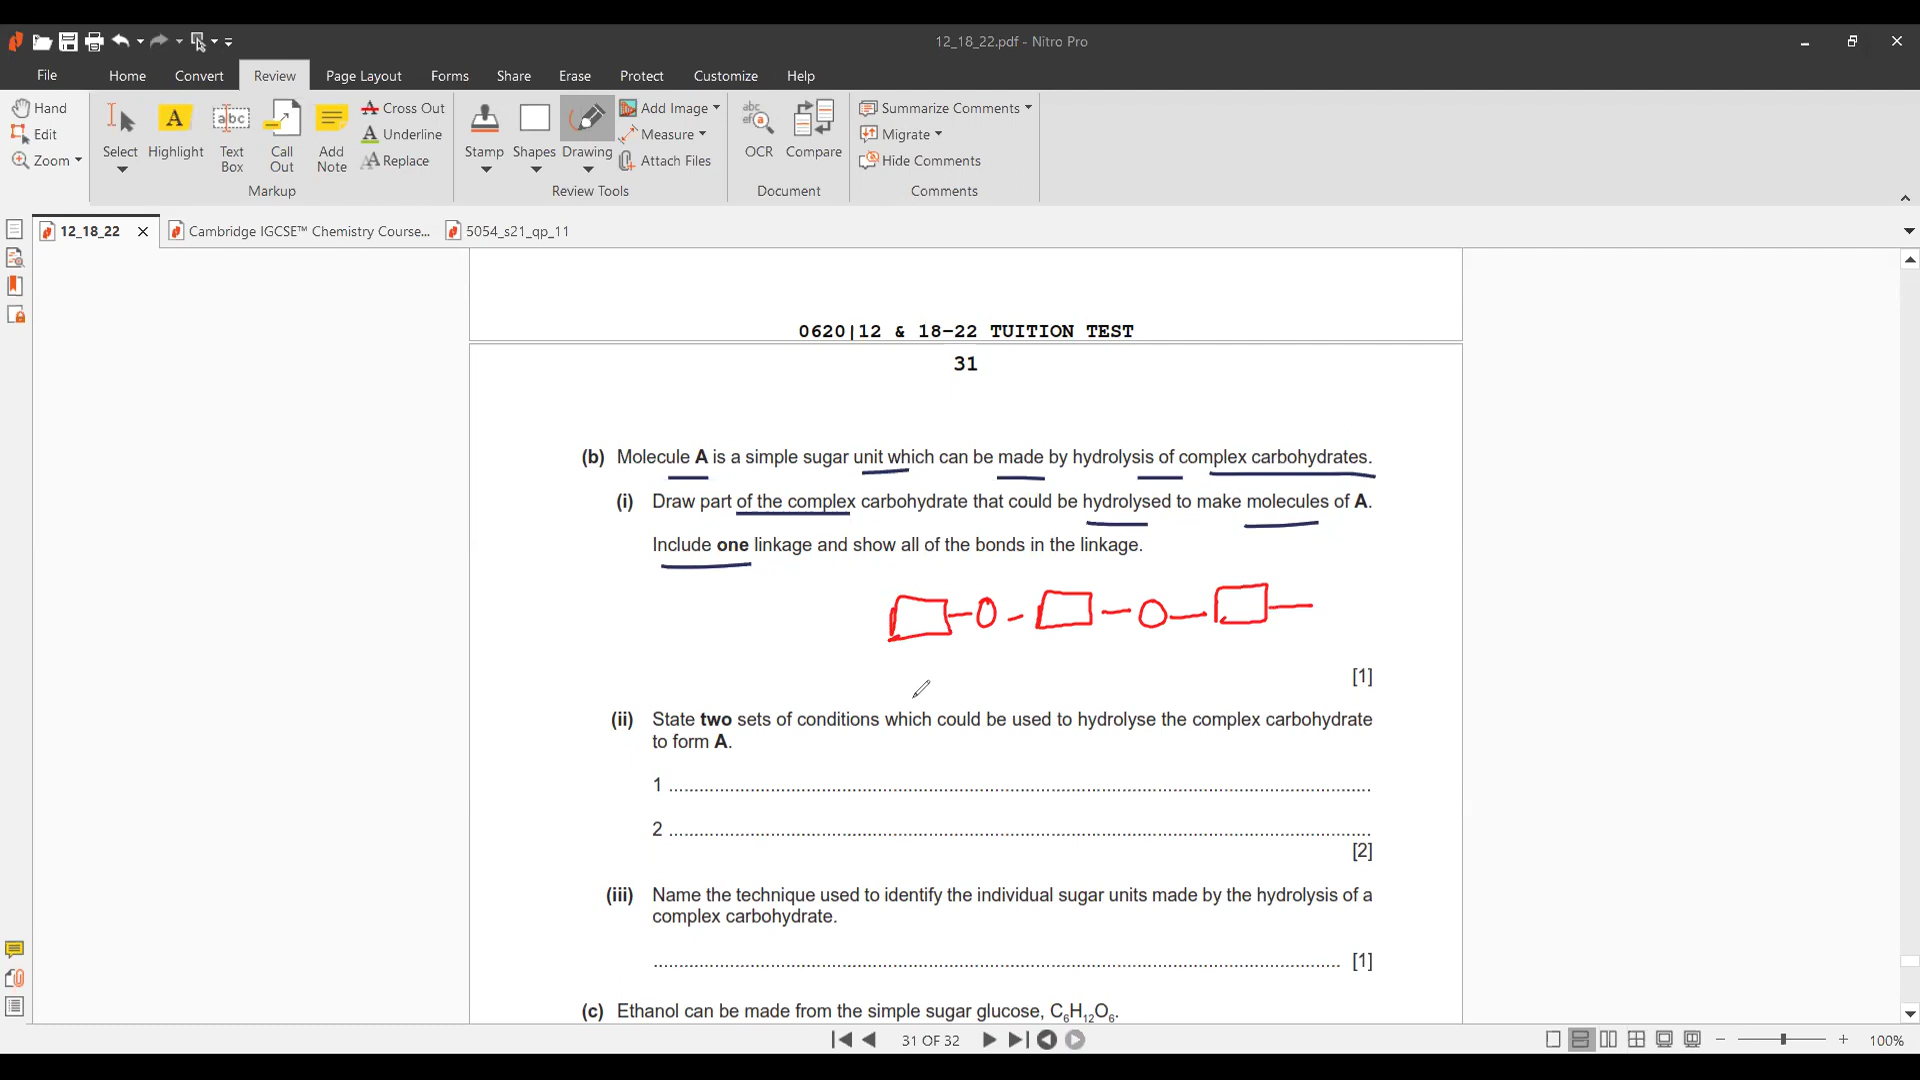 12_18_22.pdf - Nitro Pro
File Home Convert Review Page Layout Forms Share Erase Protect Customize Help
Hand
Edit
Zoom
Select
Highlight
Text Box
Call Out
Add Note
Cross Out
Underline
Replace
Markup
Stamp
Shapes
Drawing
Add Image
Measure
Attach Files
Review Tools
OCR
Compare
Document
Summarize Comments
Migrate
Hide Comments
Comments
12_18_22
Cambridge IGCSE™ Chemistry Course...
5054_s21_qp_11
0620|12 & 18-22 TUITION TEST
31
(b) Molecule A is a simple sugar unit which can be made by hydrolysis of complex carbohydrates.
(i) Draw part of the complex carbohydrate that could be hydrolysed to make molecules of A.
Include one linkage and show all of the bonds in the linkage.
O O
[1]
(ii) State two sets of conditions which could be used to hydrolyse the complex carbohydrate
to form A.
1
2
[2]
(iii) Name the technique used to identify the individual sugar units made by the hydrolysis of a
complex carbohydrate.
[1]
(c) Ethanol can be made from the simple sugar glucose, C6H12O6.
31 OF 32
100%